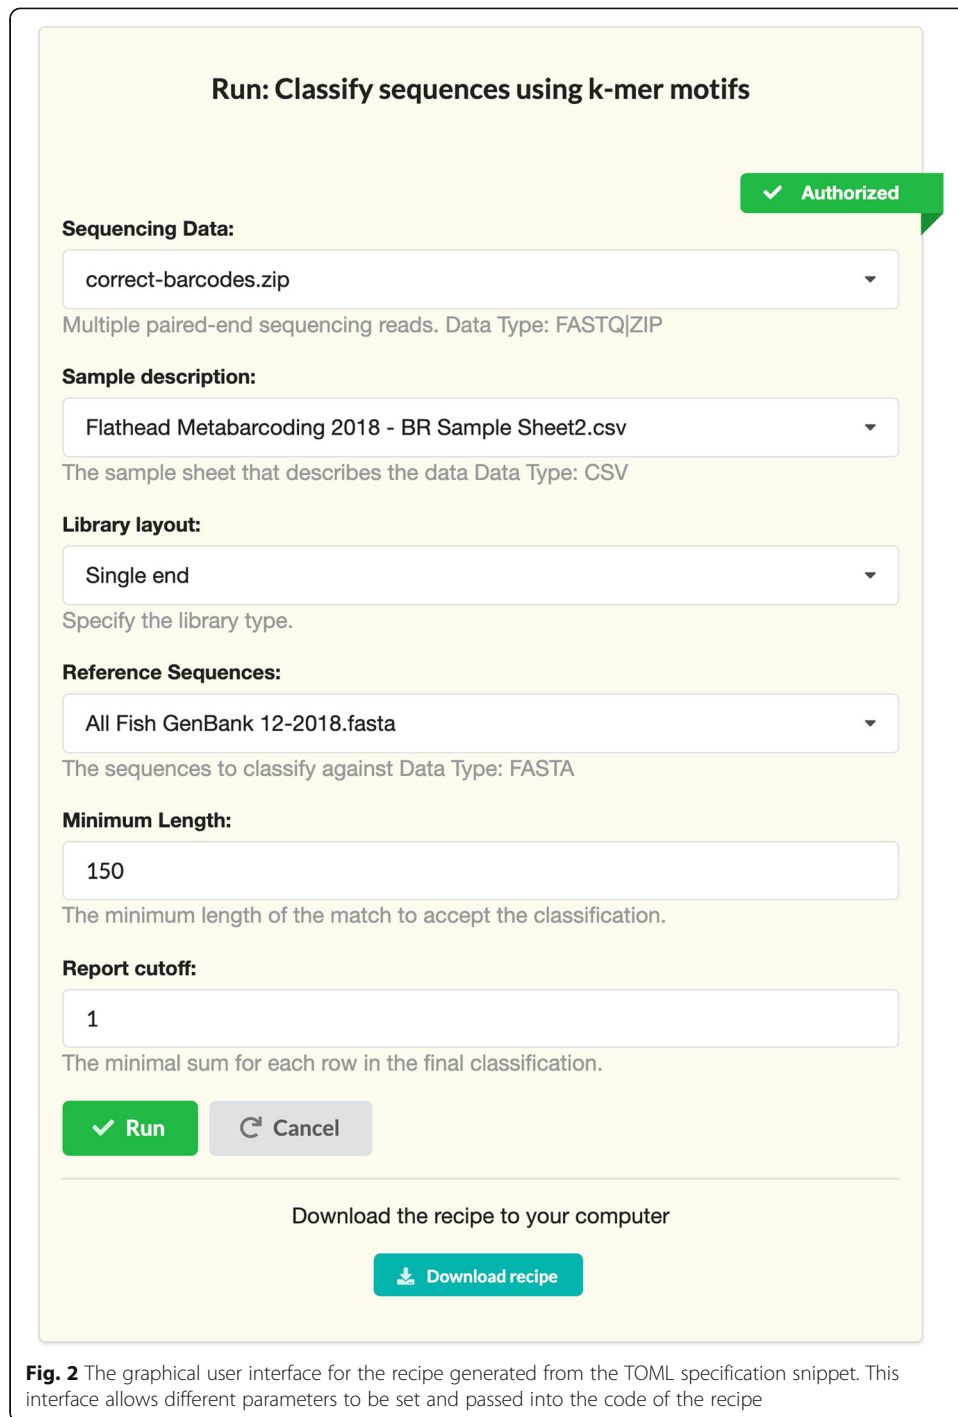 Run: Classify sequences using k-mer motifs
Authorized
Sequencing Data:
correct-barcodes.zip
Multiple paired-end sequencing reads. Data Type: FASTQ|ZIP
Sample description:
Flathead Metabarcoding 2018 - BR Sample Sheet2.csv
The sample sheet that describes the data Data Type: CSV
Library layout:
Single end
Specify the library type.
Reference Sequences:
All Fish GenBank 12-2018.fasta
The sequences to classify against Data Type: FASTA
Minimum Length:
150
The minimum length of the match to accept the classification.
Report cutoff:
1
The minimal sum for each row in the final classification.
Run Cancel
Download the recipe to your computer
Download recipe
Fig. 2 The graphical user interface for the recipe generated from the TOML specification snippet. This
interface allows different parameters to be set and passed into the code of the recipe